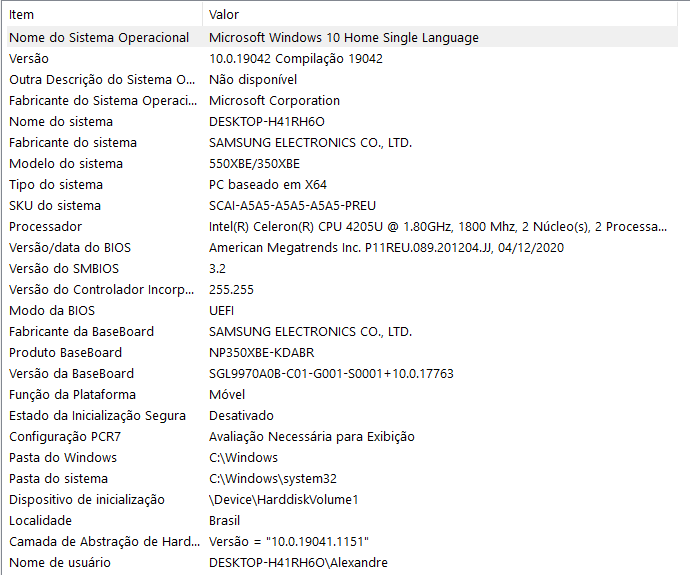 Item Valor
Nome do Sistema Operacional Microsoft Windows 10 Home Single Language
Versão 10.0.19042 Compilação 19042
Outra Descrição do Sistema O... Não disponível
Fabricante do Sistema Operaci... Microsoft Corporation
Nome do sistema DESKTOP-H41RH6O
Fabricante do sistema SAMSUNG ELECTRONICS CO., LTD.
Modelo do sistema 550XBE/350XBE
Tipo do sistema PC baseado em X64
SKU do sistema SCAI-A5A5-A5A5-A5A5-PREU
Processador Intel(R) Celeron(R) CPU 4205U @ 1.80GHz, 1800 Mhz, 2 Núcleo(s), 2 Processa...
Versão/data do BIOS American Megatrends Inc. P11REU.089.201204.JJ, 04/12/2020
Versão do SMBIOS 3.2
Versão do Controlador Incorp... 255.255
Modo da BIOS UEFI
Fabricante da BaseBoard SAMSUNG ELECTRONICS CO., LTD.
Produto BaseBoard NP350XBE-KDABR
Versão da BaseBoard SGL9970A0B-C01-G001-S0001+10.0.17763
Função da Plataforma Móvel
Estado da Inicialização Segura Desativado
Configuração PCR7 Avaliação Necessária para Exibição
Pasta do Windows C:\Windows
Pasta do sistema C:\Windows\system32
Dispositivo de inicialização \Device\HarddiskVolume1
Localidade Brasil
Camada de Abstração de Hard... Versão = "10.0.19041.1151"
Nome de usuário DESKTOP-H41RH6O\Alexandre